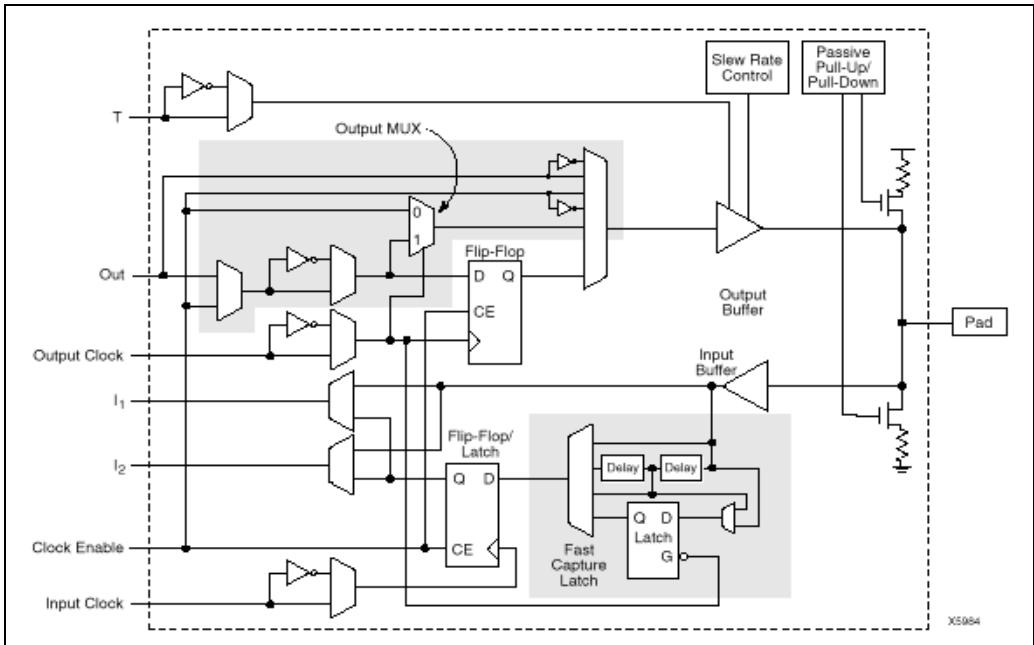 Slew Rate
Control
Passive
Pull-Up/
Pull-Down
T
Output MUX
0
1
Flip-Flop
Out
D Q
CE
Output
Buffer
Pad
Output Clock
Input
Buffer
I1
Flip-Flop/
Latch
I2
Delay
Delay
Q D
Q D
Latch
G
Clock Enable
CE
Fast
Capture
Latch
Input Clock
X5984